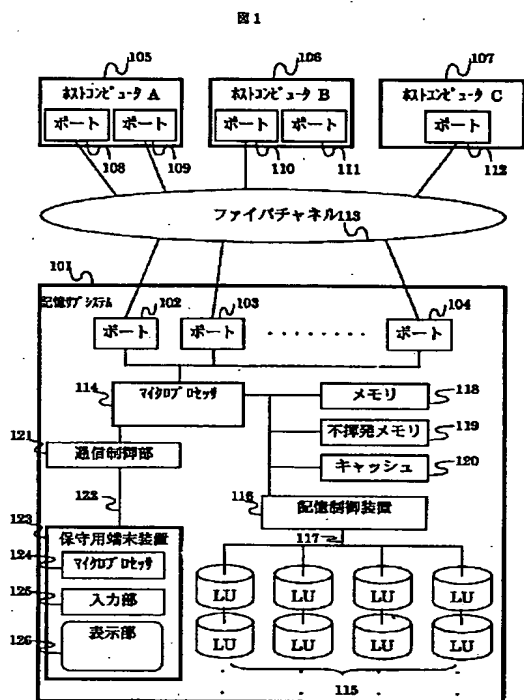 図1
105 106 107
ホストコンピュータ A ホストコンピュータ B ホストコンピュータ C
ポート ポート ポート ポート ポート
108 109 110 111 112
ファイバチャネル 113
101
記憶サブシステム
102 103 104
ポート ポート ‥‥‥‥ ポート
114 マイクロプロセッサ メモリ 118
不揮発メモリ 119
121 通信制御部 キャッシュ 120
116 記憶制御装置
122 117
123 保守用端末装置
124 マイクロプロセッサ LU LU LU LU
125 入力部
126 表示部 LU LU LU LU
115